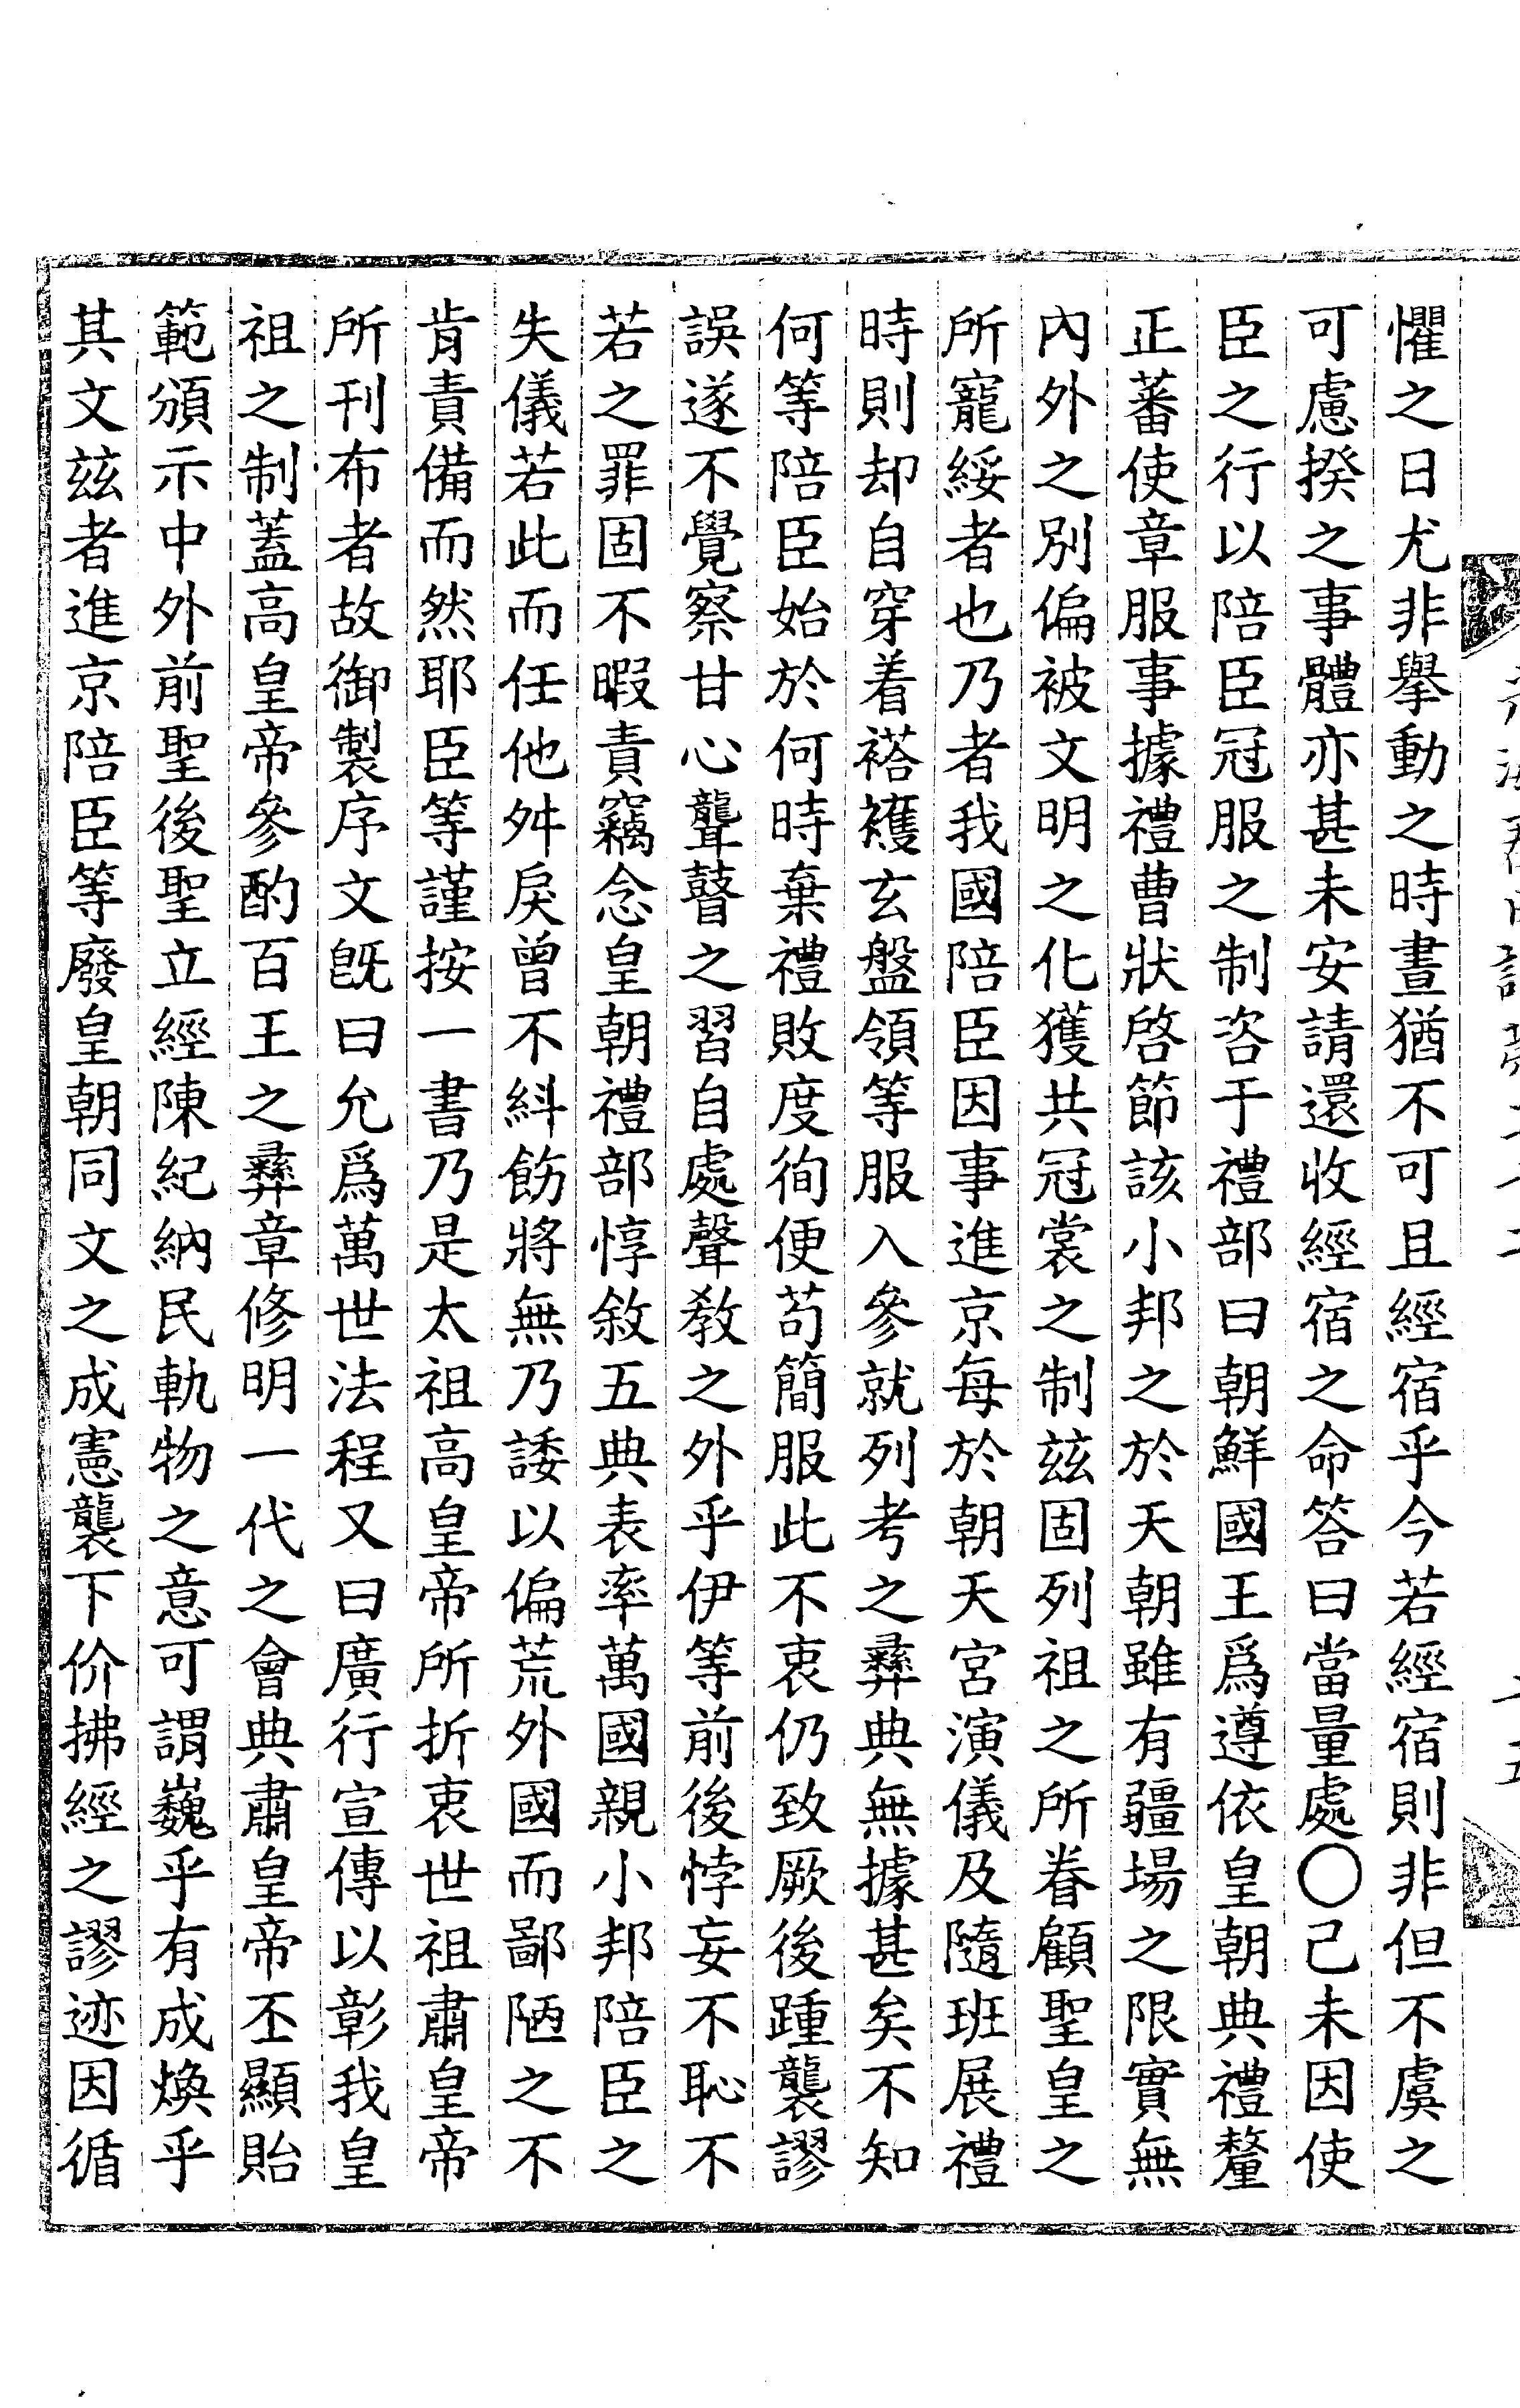 懼之日尤非擧動之時晝猶不可且經宿乎今若經宿則非但不虞之
可慮揆之事體亦甚未安請還收經宿之命答曰當量處○己未因使
臣之行以陪臣冠服之制咨于禮部曰朝鮮國王爲遵依皇朝典禮釐
正蕃使章服事據禮曹狀啓節該小邦之於天朝雖有疆場之限實無
內外之別偏被文明之化獲共冠裳之制玆固列祖之所眷顧聖皇之
所寵綏者也乃者我國陪臣因事進京每於朝天宮演儀及隨班展禮
時則却自穿着褡𧞤玄盤領等服入參就列考之彝典無據甚矣不知
何等陪臣始於何時棄禮敗度徇便苟簡服此不衷仍致厥後踵襲謬
誤遂不覺察甘心聾瞽之習自處聲敎之外乎伊等前後悖妄不恥不
若之罪固不暇責竊念皇朝禮部惇敘五典表率萬國親小邦陪臣之
失儀若此而任他舛戾曾不糾飭將無乃諉以偏荒外國而鄙陋之不
肯責備而然耶臣等謹按一書乃是太祖高皇帝所折衷世祖肅皇帝
所刊布者故御製序文旣曰允爲萬世法程又曰廣行宣傳以彰我皇
祖之制蓋高皇帝參酌百王之彝章修明一代之會典肅皇帝丕顯貽
範頒示中外前聖後聖立經陳紀納民軌物之意可謂巍乎有成煥乎
其文玆者進京陪臣等廢皇朝同文之成憲襲下价拂經之謬迹因循